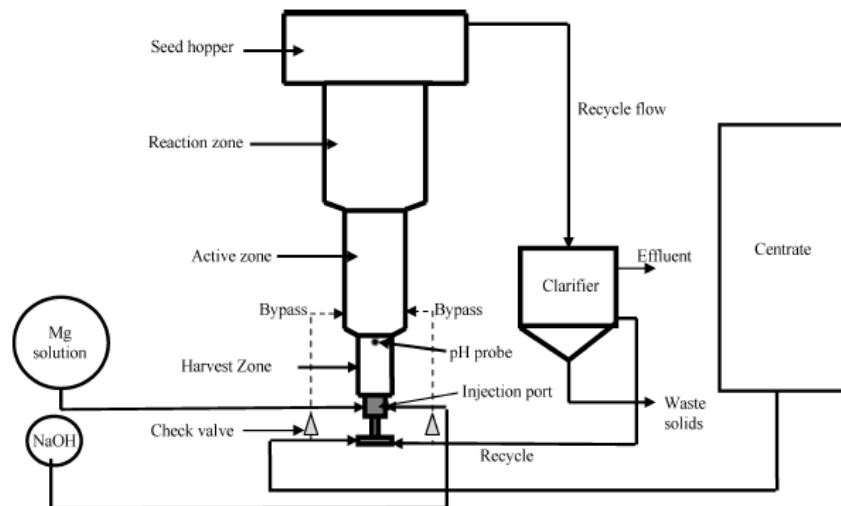 Seed hopper
Recycle flow
Reaction zone
Active zone
Effluent
Centrate
Clarifier
Bypass
Bypass
Mg
solution
pH probe
Harvest Zone
Injection port
Waste
solids
Check valve
NaOH
Recycle